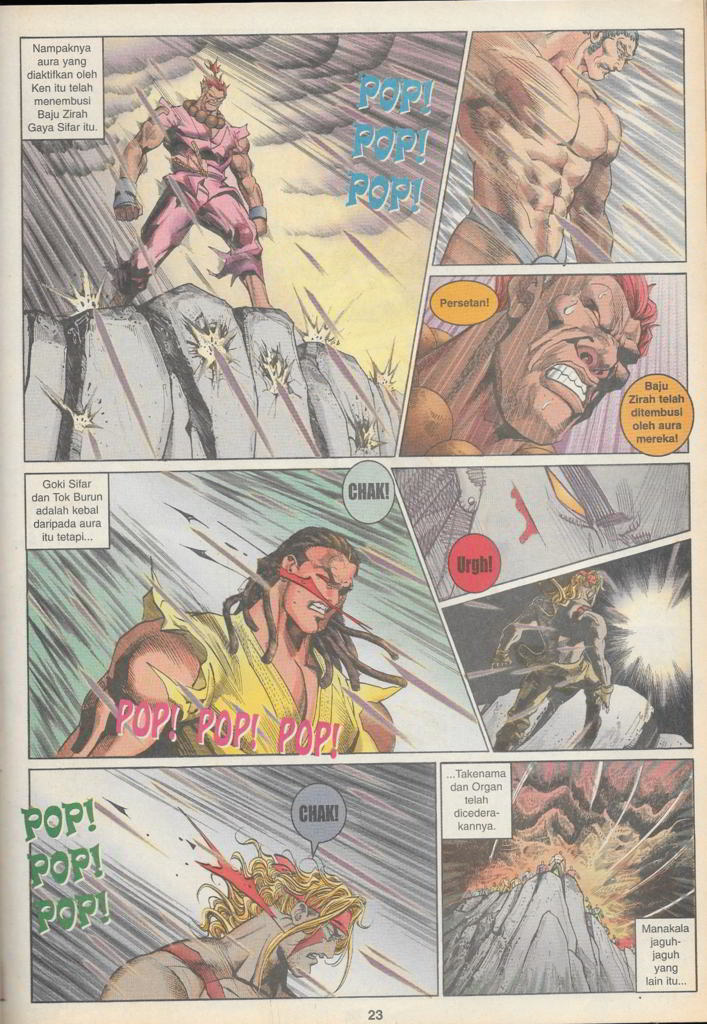 Nampaknya
aura yang
diaktifkan oleh
Ken itu telah
menembusi
Baju Zirah
Gaya Sifar itu.
POP!
POP!
POP!
Persetan!
Baju
Zirah telah
ditembusi
oleh aura
mereka!
Goki Sifar
dan Tok Burun
adalah kebal
daripada aura
itu tetapi...
CHAK!
POP! POP! POP!
Urgh!
POP!
POP!
POP!
CHAK!
...Takenama
dan Organ
telah
dicedera-
kannya.
Manakala
jaguh-
jaguh
yang
lain itu...
23